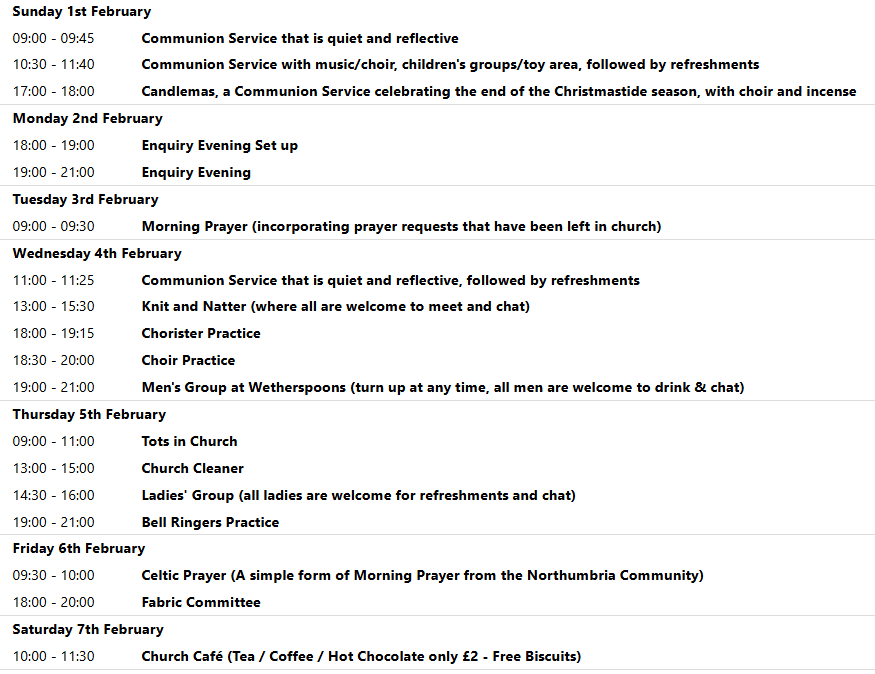 Sunday 1st February
09:00 - 09:45 Communion Service that is quiet and reflective
10:30 - 11:40 Communion Service with music/choir, children's groups/toy area, followed by refreshments
17:00 - 18:00 Candlemas, a Communion Service celebrating the end of the Christmastide season, with choir and incense
Monday 2nd February
18:00 - 19:00 Enquiry Evening Set up
19:00 - 21:00 Enquiry Evening
Tuesday 3rd February
09:00 - 09:30 Morning Prayer (incorporating prayer requests that have been left in church)
Wednesday 4th February
11:00 - 11:25 Communion Service that is quiet and reflective, followed by refreshments
13:00 - 15:30 Knit and Natter (where all are welcome to meet and chat)
18:00 - 19:15 Chorister Practice
18:30 - 20:00 Choir Practice
19:00 - 21:00 Men's Group at Wetherspoons (turn up at any time, all men are welcome to drink & chat)
Thursday 5th February
09:00 - 11:00 Tots in Church
13:00 - 15:00 Church Cleaner
14:30 - 16:00 Ladies' Group (all ladies are welcome for refreshments and chat)
19:00 - 21:00 Bell Ringers Practice
Friday 6th February
09:30 - 10:00 Celtic Prayer (A simple form of Morning Prayer from the Northumbria Community)
18:00 - 20:00 Fabric Committee
Saturday 7th February
10:00 - 11:30 Church Café (Tea / Coffee / Hot Chocolate only £2 - Free Biscuits)